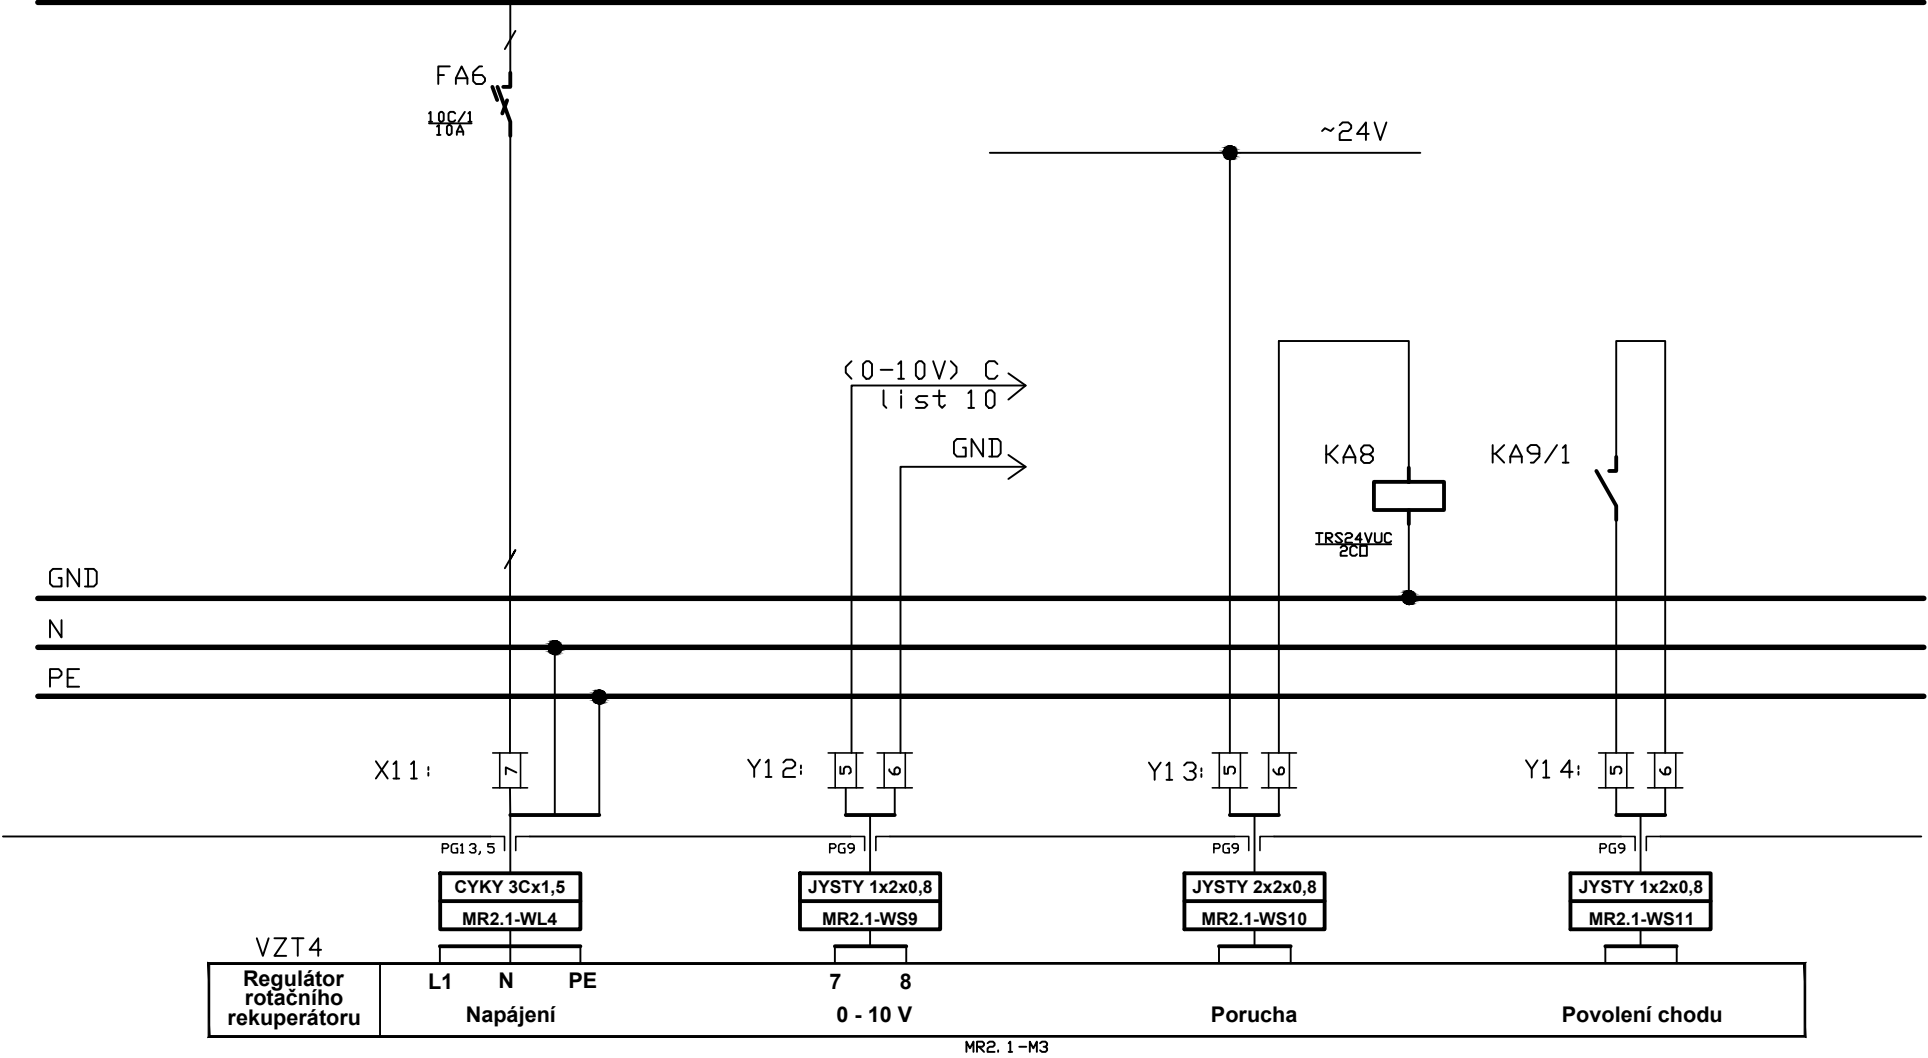 FA6
10C/1
10A
~24V
(0-10V) C
list 10
GND
KA8
KA9/1
TRS24VUC
2CO
GND
N
PE
X11:
7
Y12:
5
6
Y13:
5
6
Y14:
5
6
PG13,5
PG9
PG9
PG9
CYKY 3Cx1,5
JYSTY 1x2x0,8
JYSTY 2x2x0,8
JYSTY 1x2x0,8
MR2.1-WL4
MR2.1-WS9
MR2.1-WS10
MR2.1-WS11
VZT4
Regulátor
rotačního
rekuperátoru
L1 N PE
7 8
Napájení
0 - 10 V
Porucha
Povolení chodu
MR2.1-M3